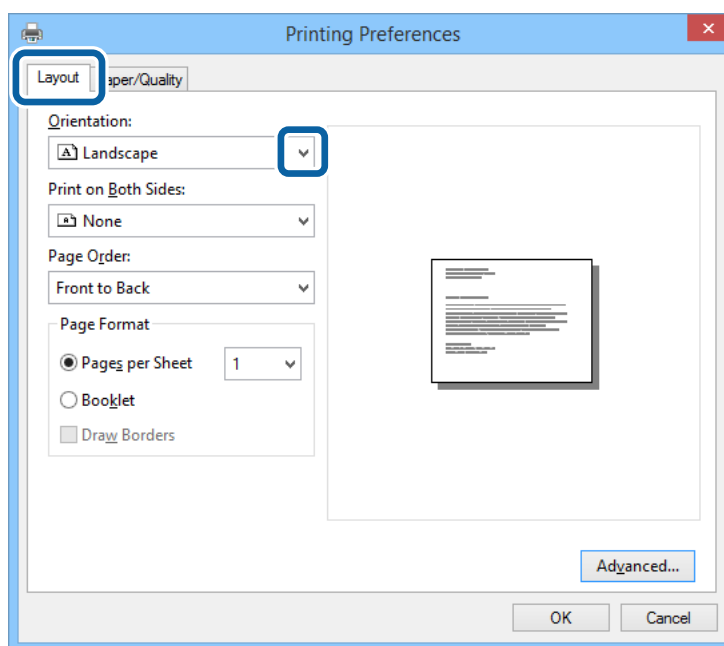 Printing Preferences
Layout
aper/Quality
Orientation:
Landscape
Print on Both Sides:
None
Page Order:
Front to Back
Page Format
Pages per Sheet 1
Booklet
Draw Borders
Advanced...
OK Cancel